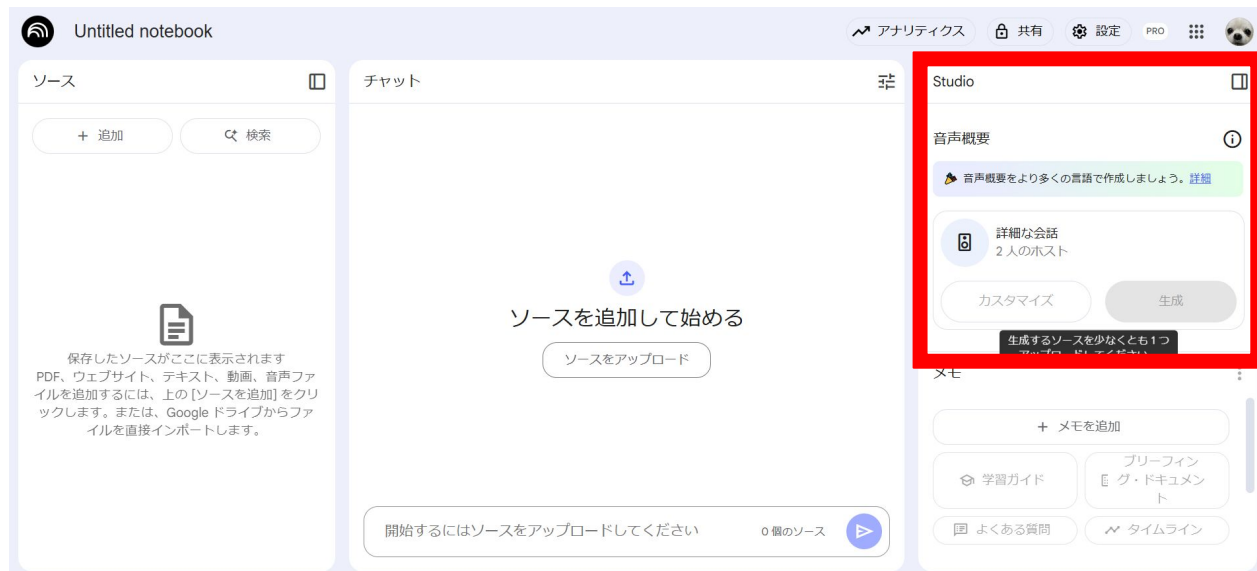 Untitled notebook
アナリティクス
共有
設定
PRO
ソース
+ 追加
検索
保存したソースがここに表示されます
PDF、ウェブサイト、テキスト、動画、音声ファ
イルを追加するには、上の [ソースを追加] をクリ
ックします。または、Google ドライブからファ
イルを直接インポートします。
チャット
ソースを追加して始める
ソースをアップロード
開始するにはソースをアップロードしてください
0 個のソース
Studio
音声概要
音声概要をより多くの言語で作成しましょう。詳細
詳細な会話
2 人のホスト
カスタマイズ
生成
生成するソースを少なくとも 1 つ
アップロードしてください
メモ
+ メモを追加
学習ガイド
ブリーフィン
グ・ドキュメン
ト
よくある質問
タイムライン